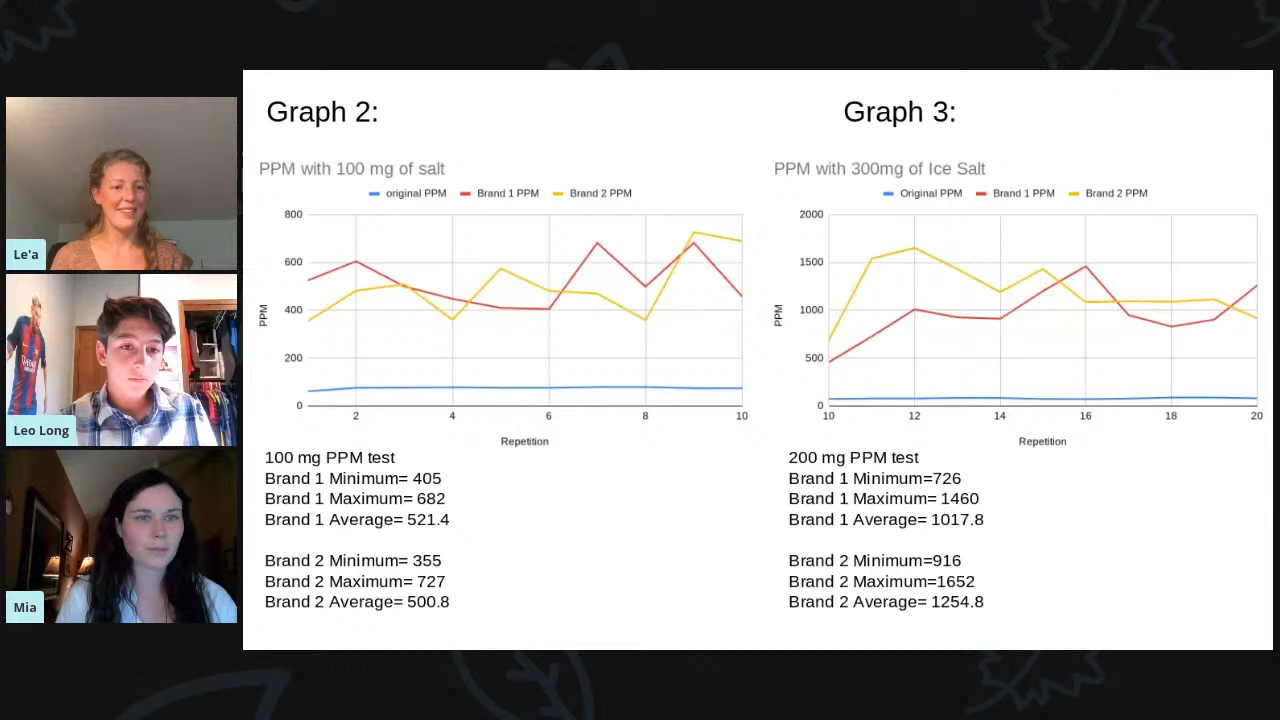 Graph 2:
Graph 3:
PPM with 100 mg of salt
original PPM Brand 1 PPM Brand 2 PPM
800
600
400
200
0
PPM
2 4 6 8 10
Repetition
PPM with 300mg of Ice Salt
Original PPM Brand 1 PPM Brand 2 PPM
2000
1500
1000
500
0
PPM
10 12 14 16 18 20
Repetition
100 mg PPM test
Brand 1 Minimum= 405
Brand 1 Maximum= 682
Brand 1 Average= 521.4
Brand 2 Minimum= 355
Brand 2 Maximum= 727
Brand 2 Average= 500.8
200 mg PPM test
Brand 1 Minimum=726
Brand 1 Maximum= 1460
Brand 1 Average= 1017.8
Brand 2 Minimum=916
Brand 2 Maximum=1652
Brand 2 Average= 1254.8
Le'a
Leo Long
Mia